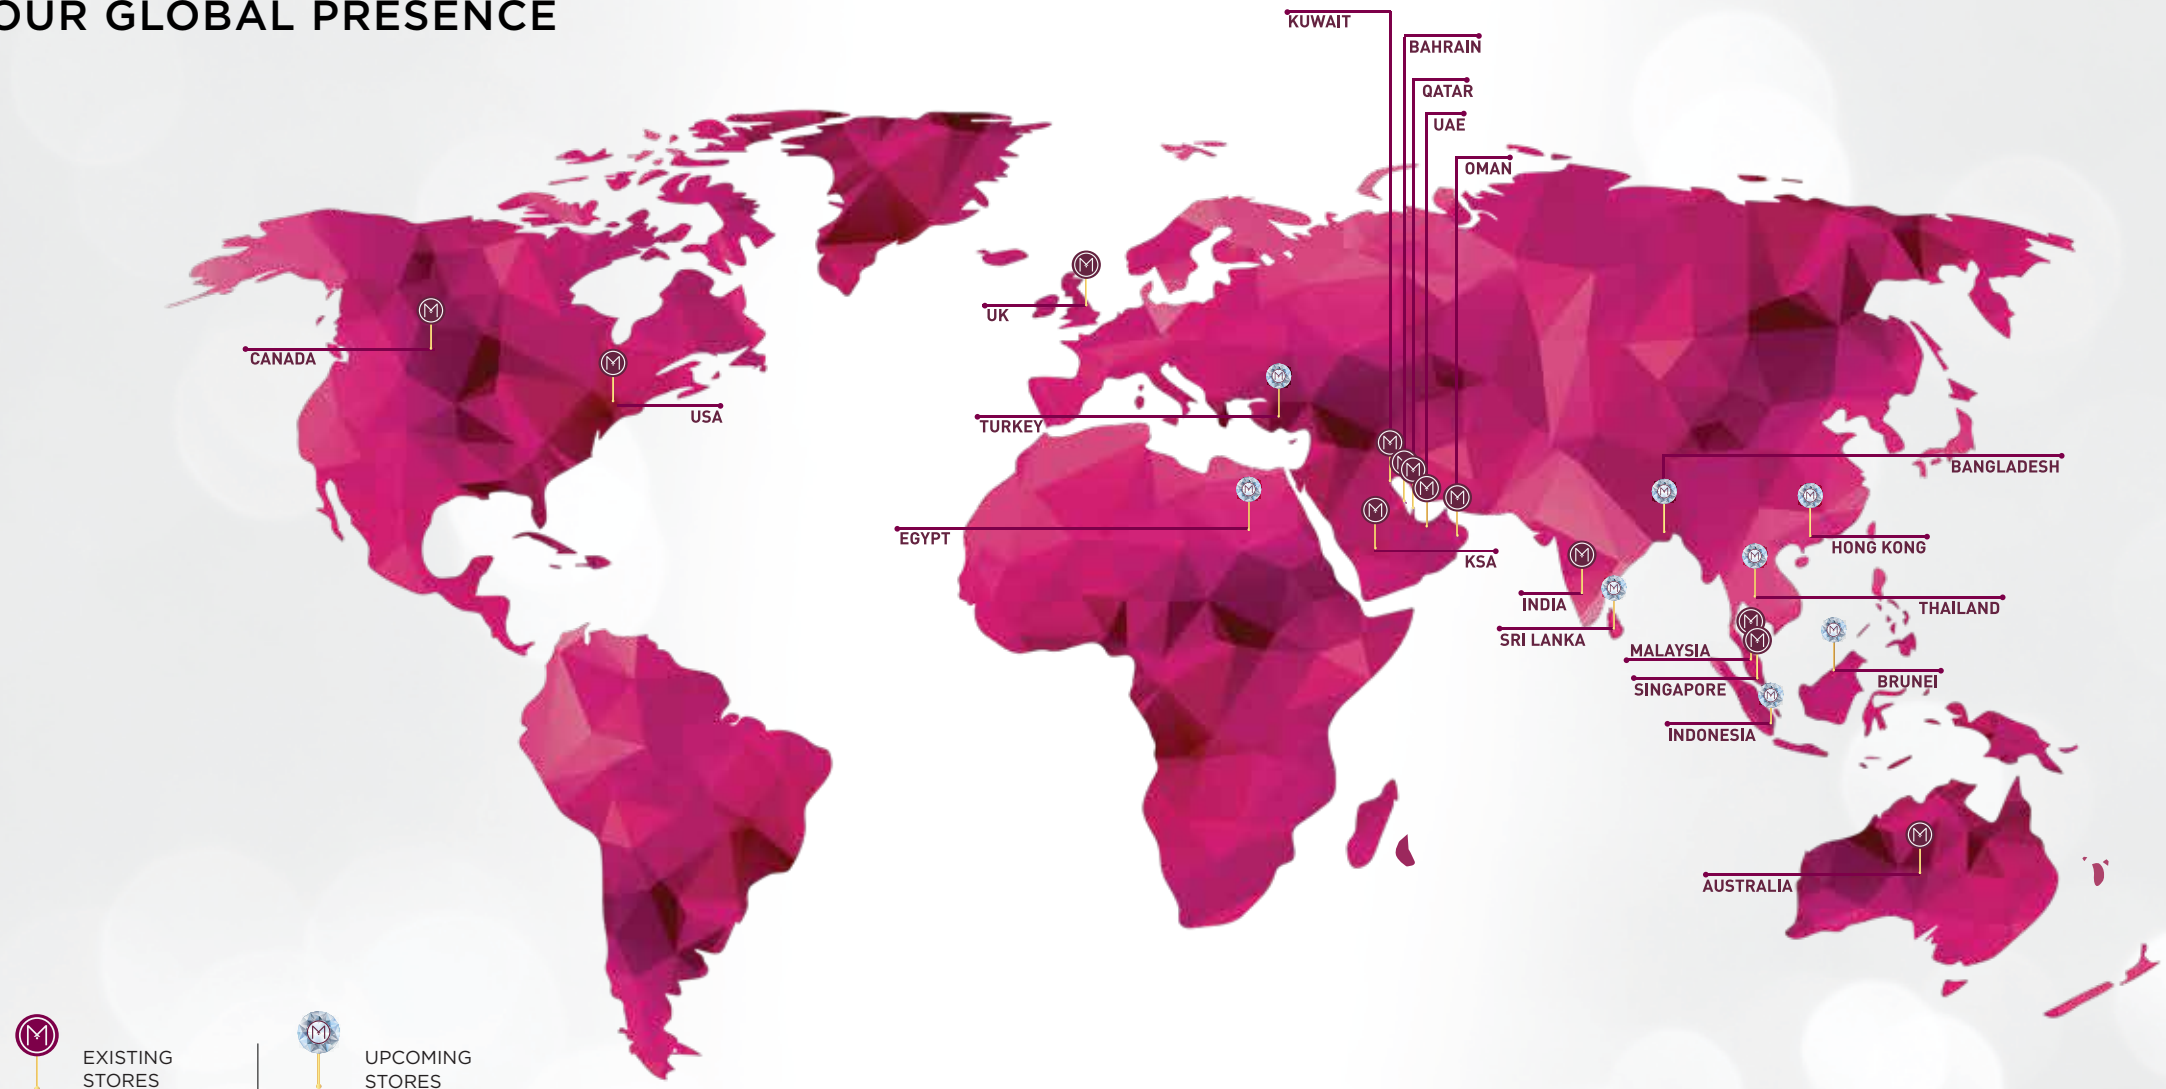 OUR GLOBAL PRESENCE
KUWAIT
BAHRAIN
QATAR
UAE
OMAN
UK
CANADA
USA
TURKEY
BANGLADESH
EGYPT
HONG KONG
KSA
INDIA
THAILAND
SRI LANKA
MALAYSIA
BRUNEI
SINGAPORE
INDONESIA
AUSTRALIA
EXISTING
STORES
UPCOMING
STORES